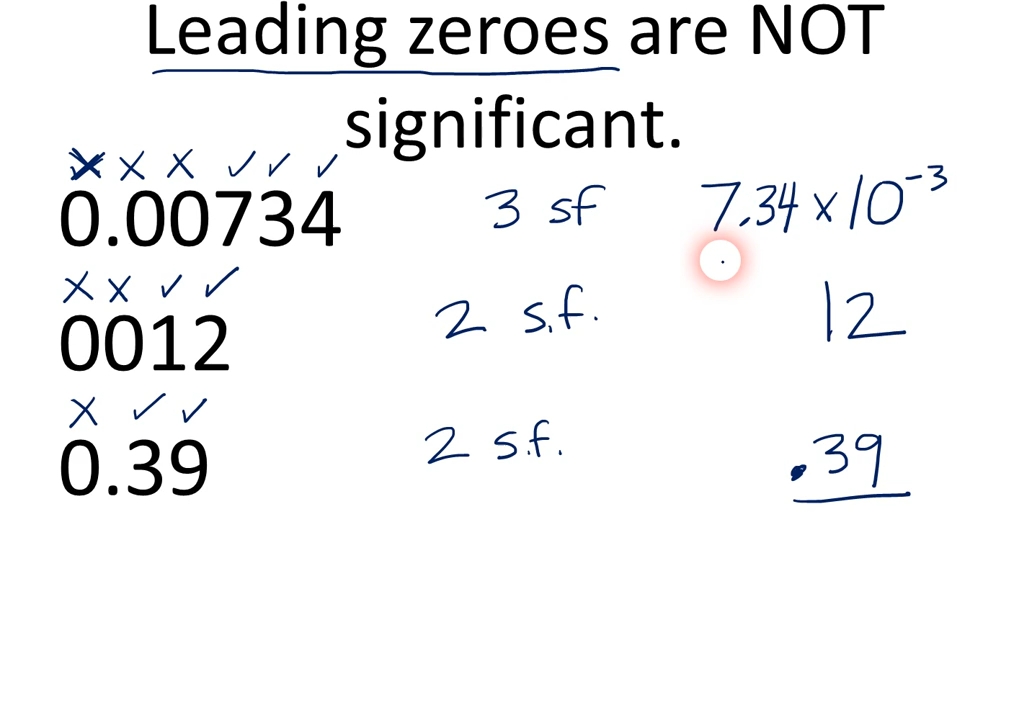 Leading zeroes are NOT
significant.
x x x ✓ ✓ ✓
0.00734 3 sf 7.34 x 10⁻³
x x ✓ ✓
0012 2 s.f. 12
x ✓ ✓
0.39 2 s.f. .39